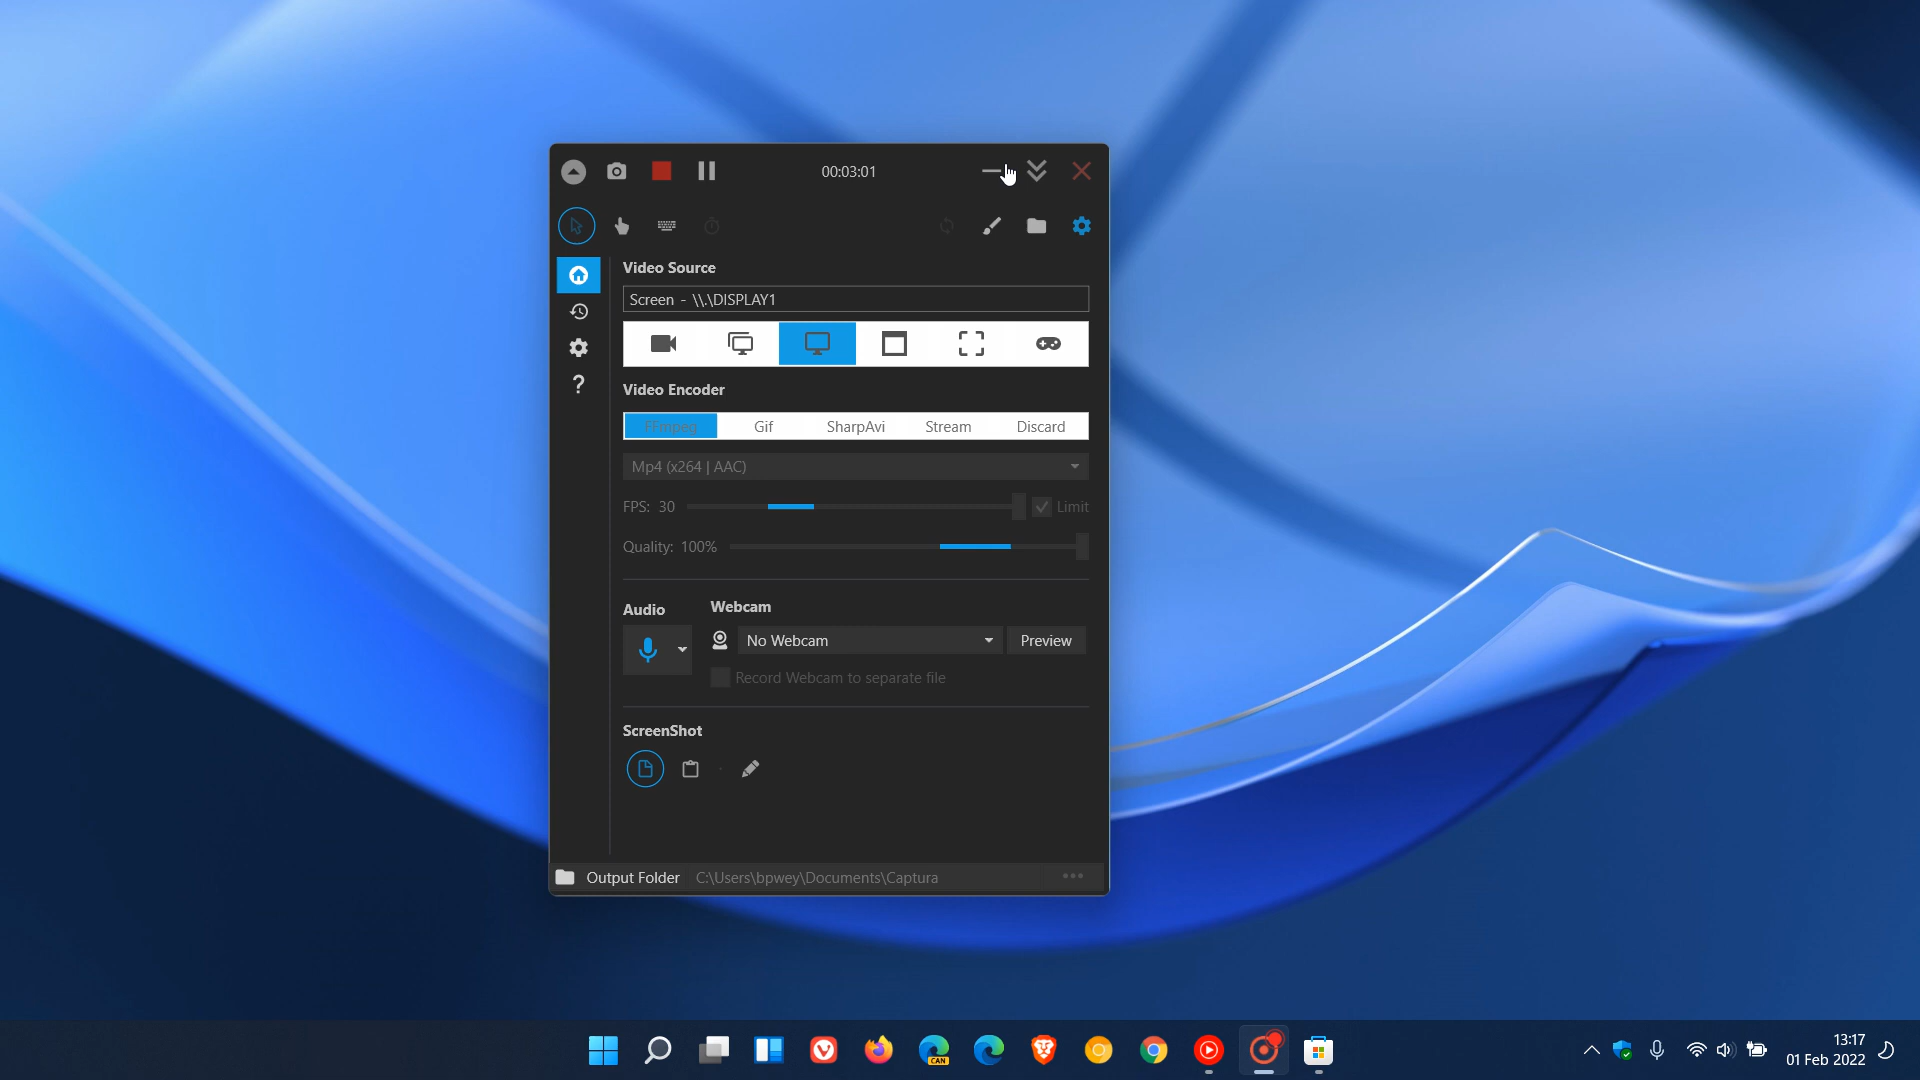 00:03:01
Video Source
Screen - \\.\DISPLAY1
Video Encoder
FFmpeg Gif SharpAvi Stream Discard
Mp4 (x264 | AAC)
FPS: 30 Limit
Quality: 100%
Audio Webcam
No Webcam Preview
Record Webcam to separate file
ScreenShot
Output Folder C:\Users\bpwey\Documents\Captura
CAN
13:17
01 Feb 2022